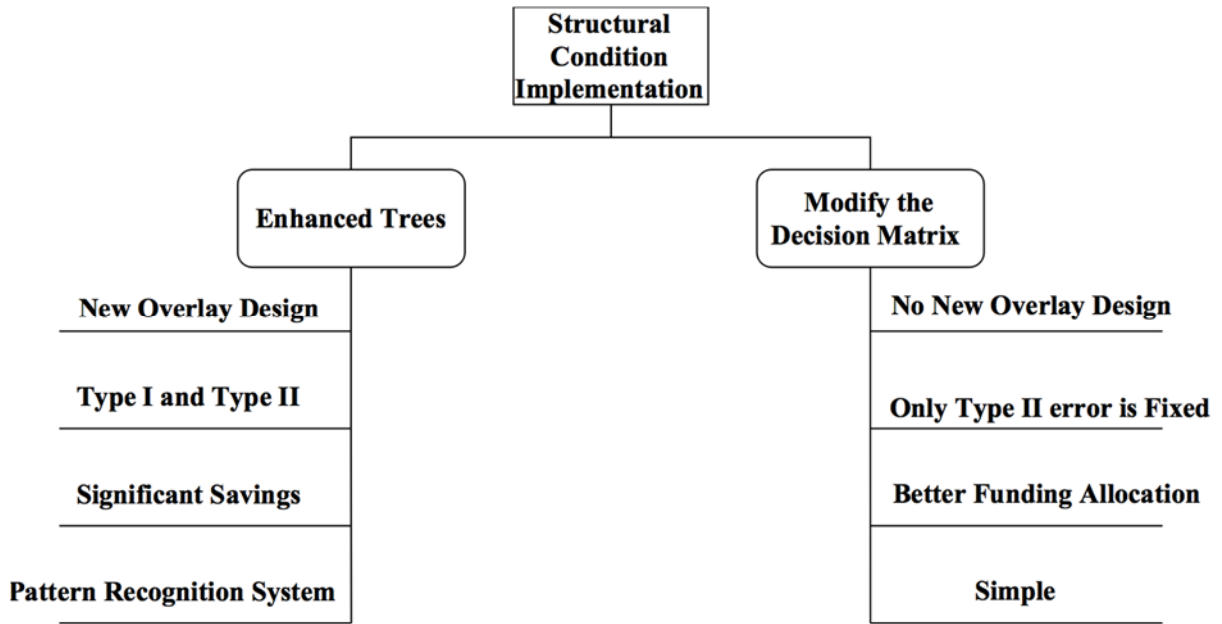 Structural
Condition
Implementation
Enhanced Trees
Modify the
Decision Matrix
New Overlay Design
Type I and Type II
Significant Savings
Pattern Recognition System
No New Overlay Design
Only Type II error is Fixed
Better Funding Allocation
Simple